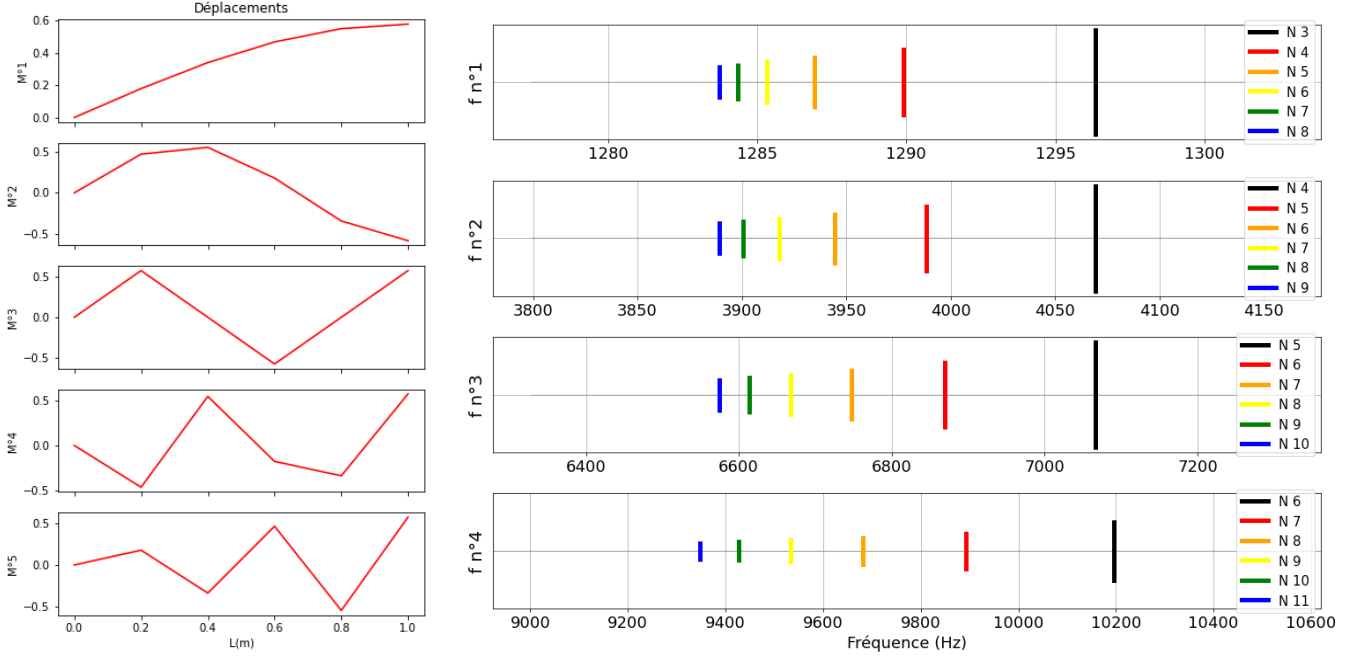 Déplacements
0.6
0.4
0.2
0.0
M°1
0.5
0.0
−0.5
M°2
0.5
0.0
−0.5
M°3
0.5
0.0
−0.5
M°4
0.5
0.0
−0.5
M°5
0.0 0.2 0.4 0.6 0.8 1.0
L(m)
f n°1
N 3
N 4
N 5
N 6
N 7
N 8
1280 1285 1290 1295 1300
f n°2
N 4
N 5
N 6
N 7
N 8
N 9
3800 3850 3900 3950 4000 4050 4100 4150
f n°3
N 5
N 6
N 7
N 8
N 9
N 10
6400 6600 6800 7000 7200
f n°4
N 6
N 7
N 8
N 9
N 10
N 11
9000 9200 9400 9600 9800 10000 10200 10400 10600
Fréquence (Hz)